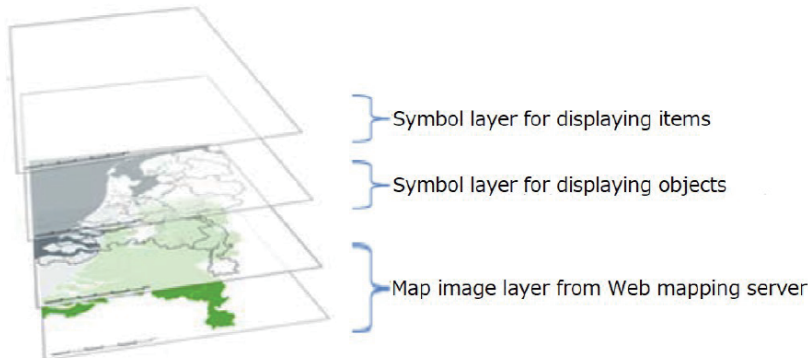 Symbol layer for displaying items
Symbol layer for displaying objects
Map image layer from Web mapping server